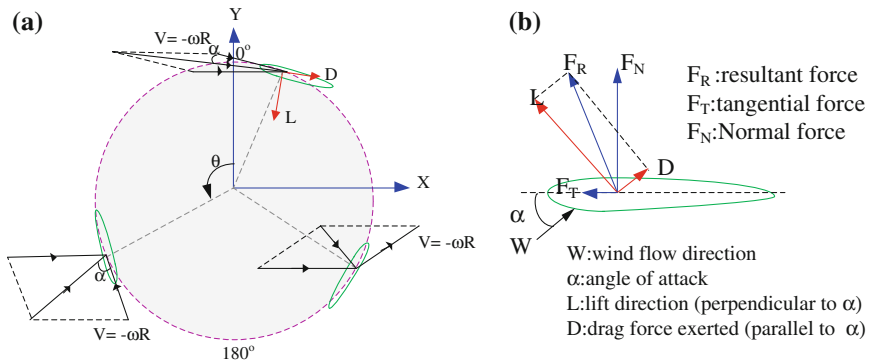 (a)
Y
V= -ωR
α
0°
D
L
θ
X
V= -ωR
α
V= -ωR
180°
(b)
F_R
F_N
L
D
F_T
α
W
F_R:resultant force
F_T:tangential force
F_N:Normal force
W:wind flow direction
α:angle of attack
L:lift direction (perpendicular to α)
D:drag force exerted (parallel to α)